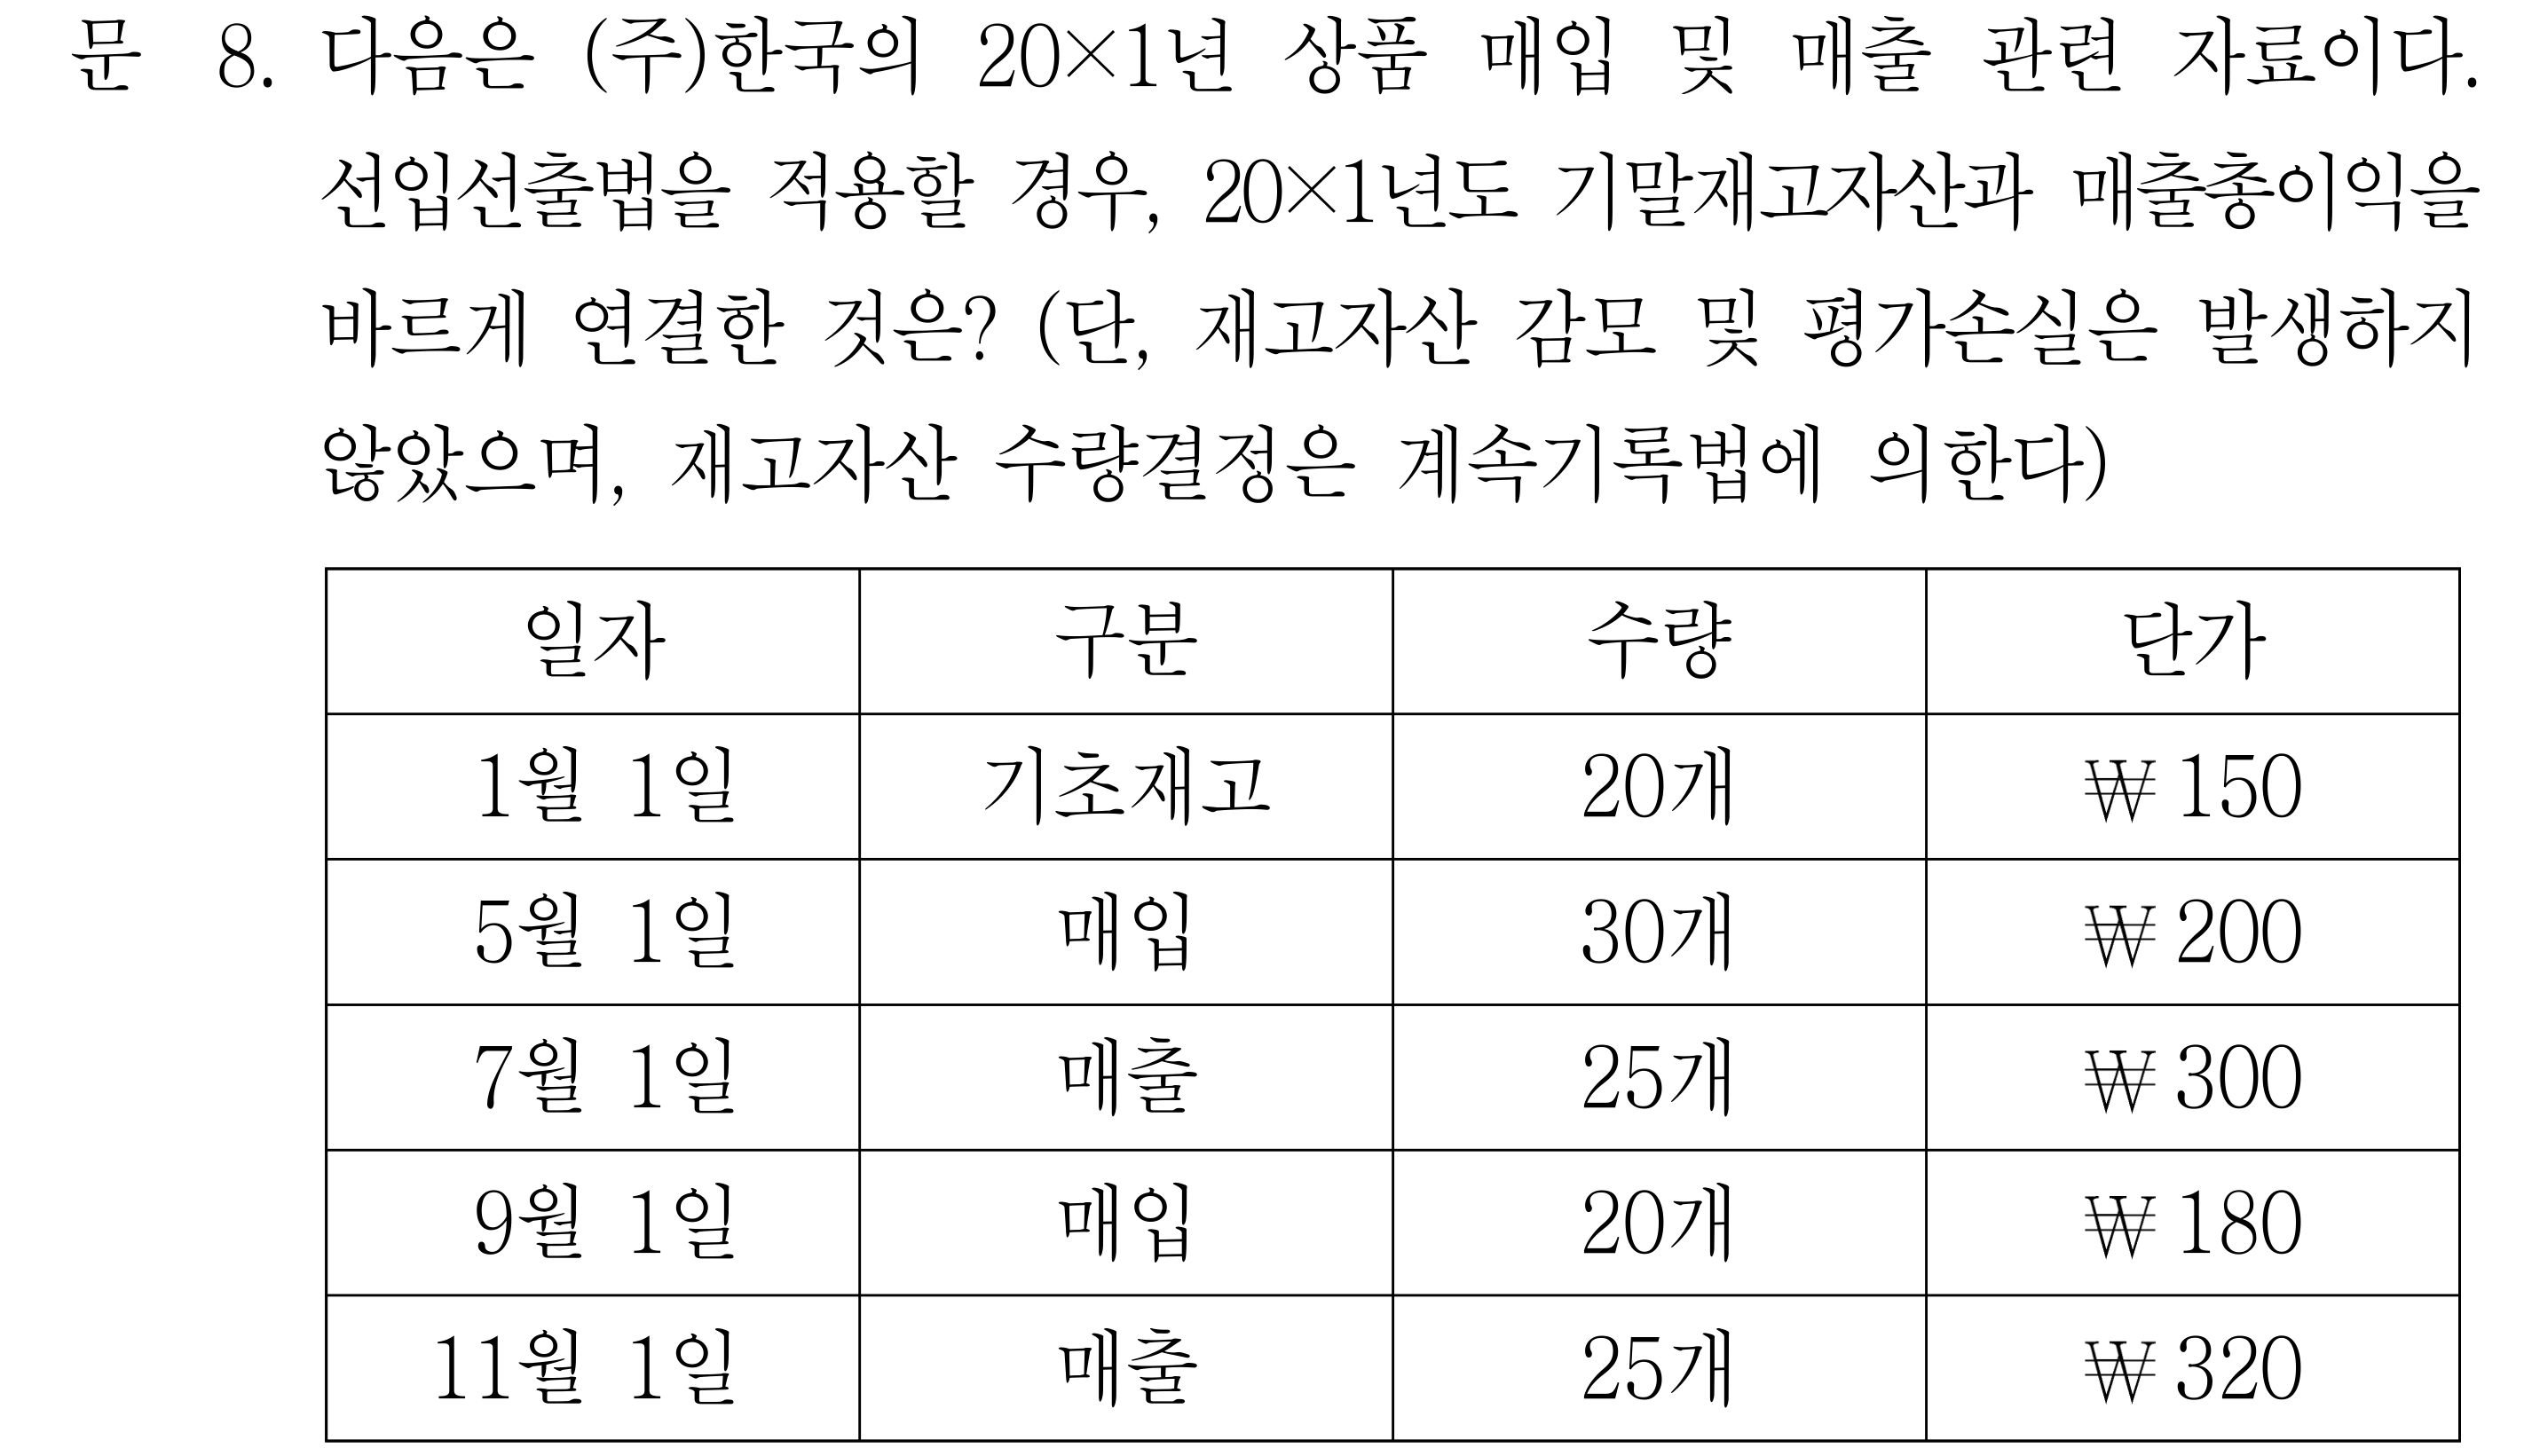 문 8. 다음은 (주)한국의 20×1년 상품 매입 및 매출 관련 자료이다.
선입선출법을 적용할 경우, 20×1년도 기말재고자산과 매출총이익을
바르게 연결한 것은? (단, 재고자산 감모 및 평가손실은 발생하지
않았으며, 재고자산 수량결정은 계속기록법에 의한다)
일자 구분 수량 단가
1월 1일 기초재고 20개 ₩150
5월 1일 매입 30개 ₩200
7월 1일 매출 25개 ₩300
9월 1일 매입 20개 ₩180
11월 1일 매출 25개 ₩320